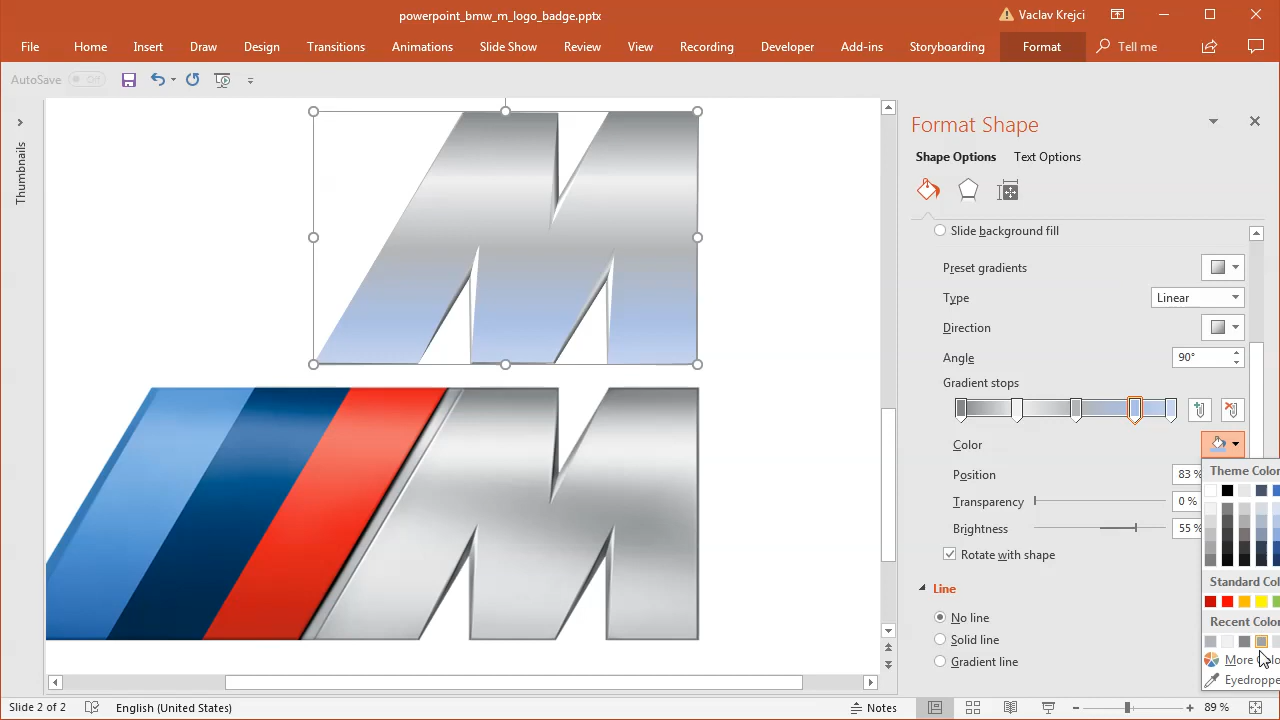 powerpoint_bmw_m_logo_badge.pptx
Vaclav Krejci
File Home Insert Draw Design Transitions Animations Slide Show Review View Recording Developer Add-ins Storyboarding Format Tell me
AutoSave Off
Thumbnails
Format Shape
Shape Options Text Options
Slide background fill
Preset gradients
Type Linear
Direction
Angle 90°
Gradient stops
Color
Position 83 %
Transparency 0 %
Brightness 55 %
Rotate with shape
Line
No line
Solid line
Gradient line
Theme Color
Standard Col
Recent Color
More Colo
Eyedroppe
Slide 2 of 2 English (United States) Notes 89 %